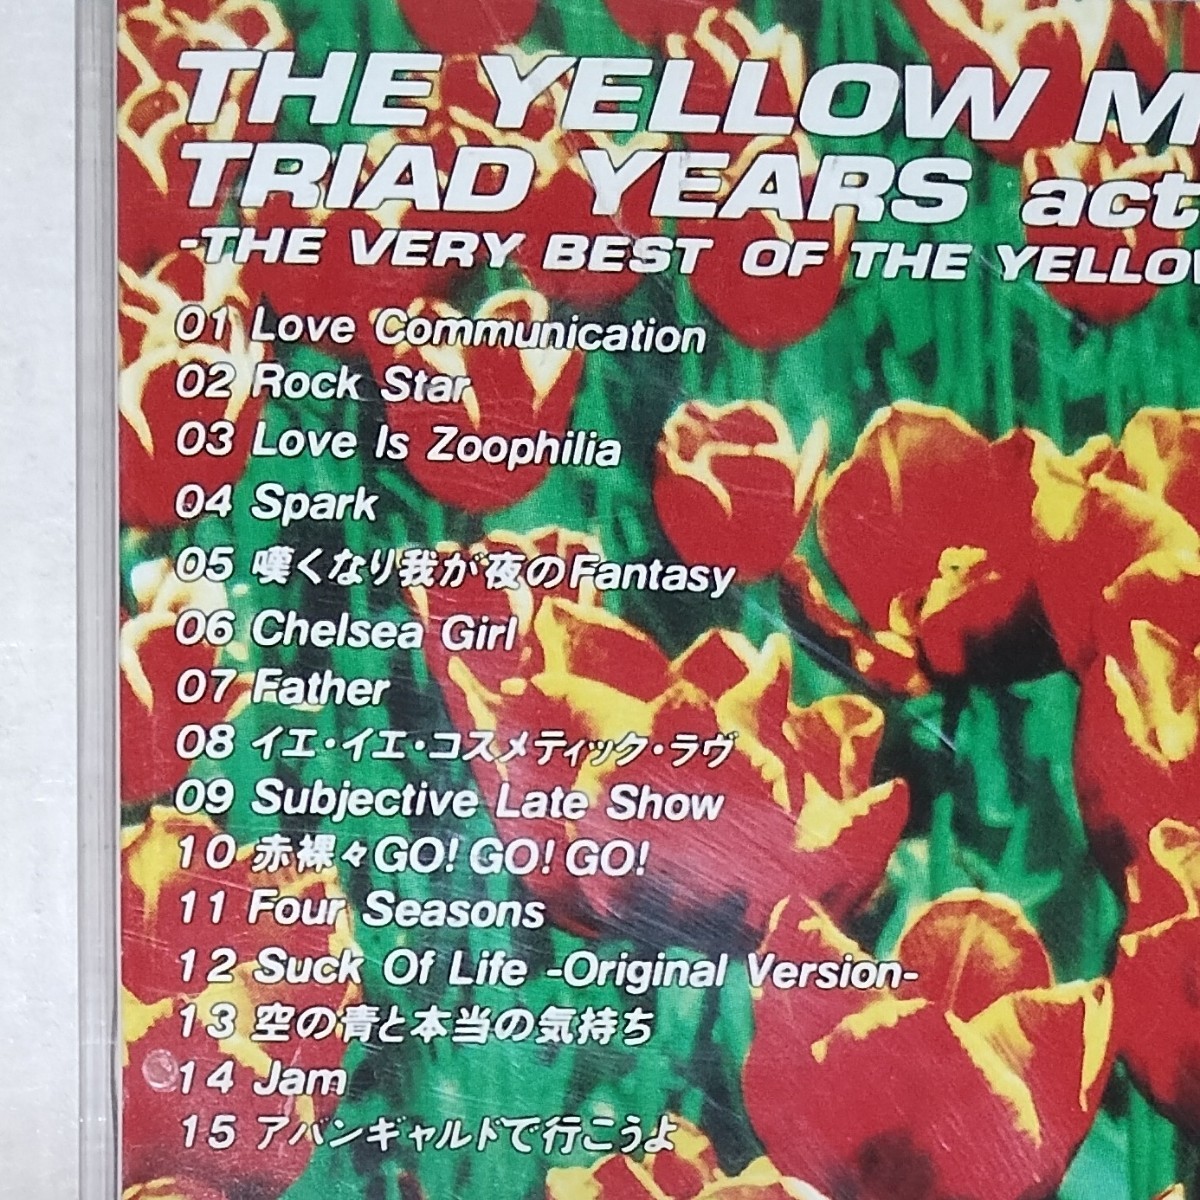 THE YELLOW M
TRIAD YEARS act
-THE VERY BEST OF THE YELLOW
01 Love Communication
02 Rock Star
03 Love Is Zoophilia
04 Spark
05 嘆くなり我が夜のFantasy
06 Chelsea Girl
07 Father
08 イエ・イエ・コスメティック・ラヴ
09 Subjective Late Show
10 赤裸々GO! GO! GO!
11 Four Seasons
12 Suck Of Life -Original Version-
13 空の青と本当の気持ち
14 Jam
15 アバンギャルドで行こうよ